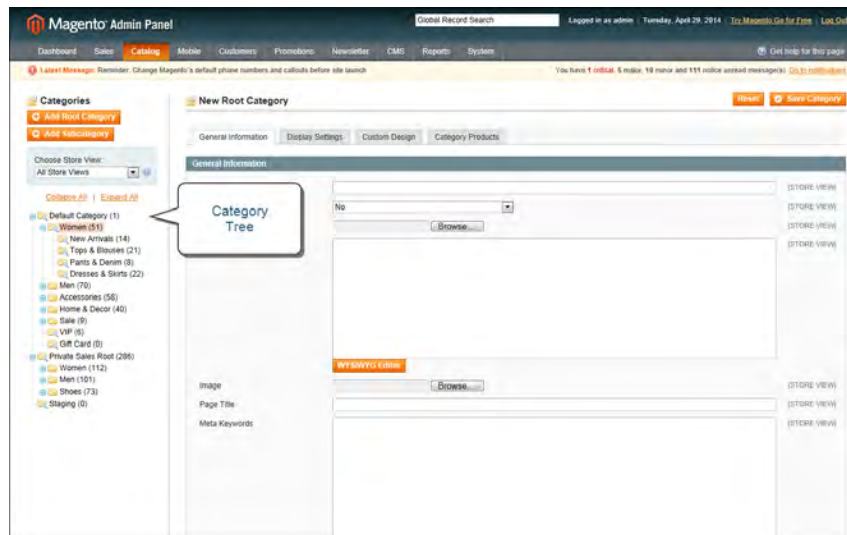 Magento® Admin Panel
Global Record Search
Logged in as admin | Tuesday, April 29, 2014 | Try Magento Go for Free | Log Out
Dashboard Sales Catalog Mobile Customers Promotions Newsletter CMS Reports System
Get help for this page
Latest Message: Reminder: Change Magento's default phone numbers and callouts before site launch
You have 1 critical, 5 major, 19 minor and 111 notice unread message(s). Go to notifications
Categories
Add Root Category
Add Subcategory
Choose Store View:
All Store Views
Collapse All | Expand All
Default Category (1)
Women (51)
New Arrivals (14)
Tops & Blouses (21)
Pants & Denim (8)
Dresses & Skirts (22)
Men (70)
Accessories (58)
Home & Decor (40)
Sale (9)
VIP (6)
Gift Card (0)
Private Sales Root (286)
Women (112)
Men (101)
Shoes (73)
Staging (0)
Category
Tree
New Root Category
Reset
Save Category
General Information Display Settings Custom Design Category Products
General Information
[STORE VIEW]
No
[STORE VIEW]
Browse...
[STORE VIEW]
[STORE VIEW]
WYSIWYG Editor
Image
Browse...
[STORE VIEW]
Page Title
[STORE VIEW]
Meta Keywords
[STORE VIEW]